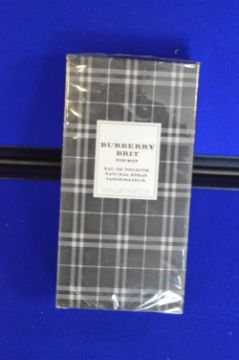 BURBERRY
BRIT
FOR MEN
EAU DE TOILETTE
NATURAL SPRAY
VAPORISATEUR